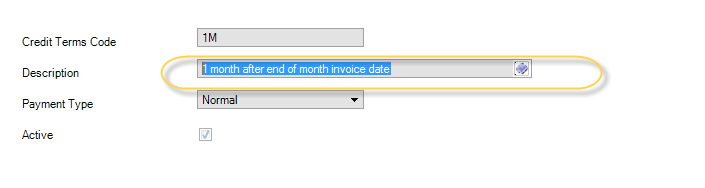 Credit Terms Code 1M
Description 1 month after end of month invoice date
Payment Type Normal
Active